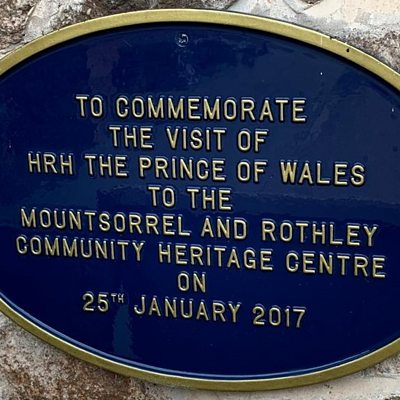 TO COMMEMORATE
THE VISIT OF
HRH THE PRINCE OF WALES
TO THE
MOUNTSORREL AND ROTHLEY
COMMUNITY HERITAGE CENTRE
ON
25TH JANUARY 2017